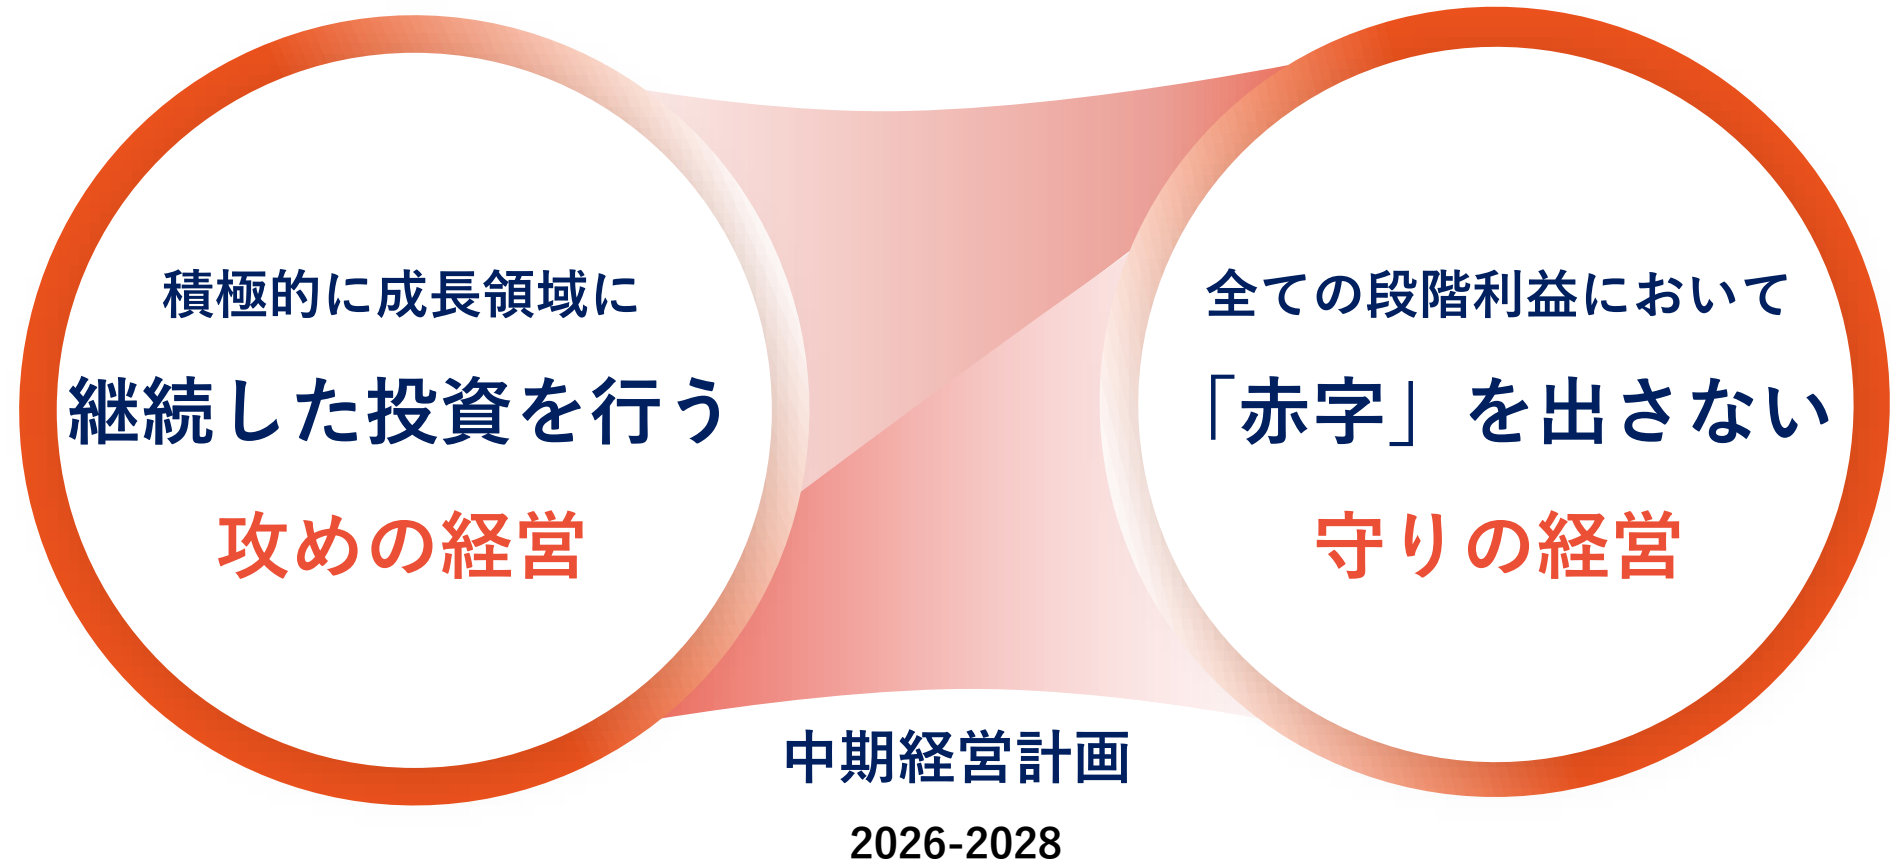 積極的に成長領域に
継続した投資を行う
攻めの経営
全ての段階利益において
「赤字」を出さない
守りの経営
中期経営計画
2026-2028